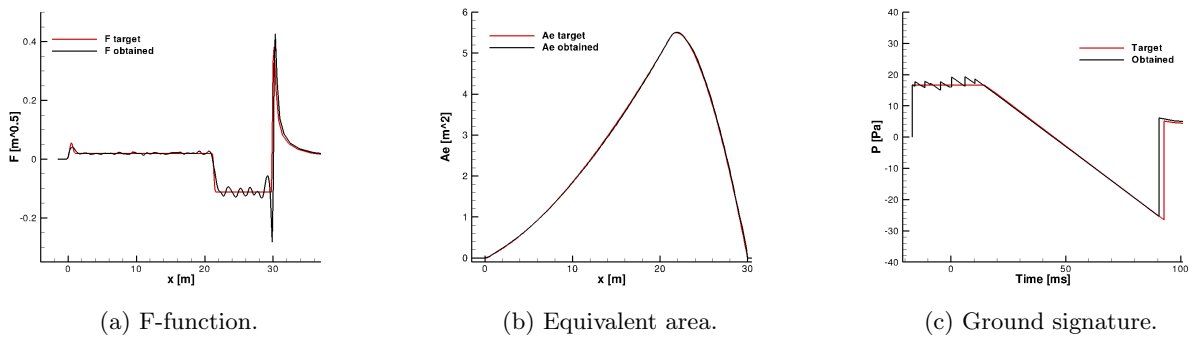 0.4
0.2
0
-0.2
F [m^0.5]
F target
F obtained
0
10
20
30
x [m]
(a) F-function.
6
5
4
3
2
1
0
Ae [m^2]
Ae target
Ae obtained
0
10
20
30
x [m]
(b) Equivalent area.
40
30
20
10
0
-10
-20
-30
-40
P [Pa]
Target
Obtained
0
50
100
Time [ms]
(c) Ground signature.